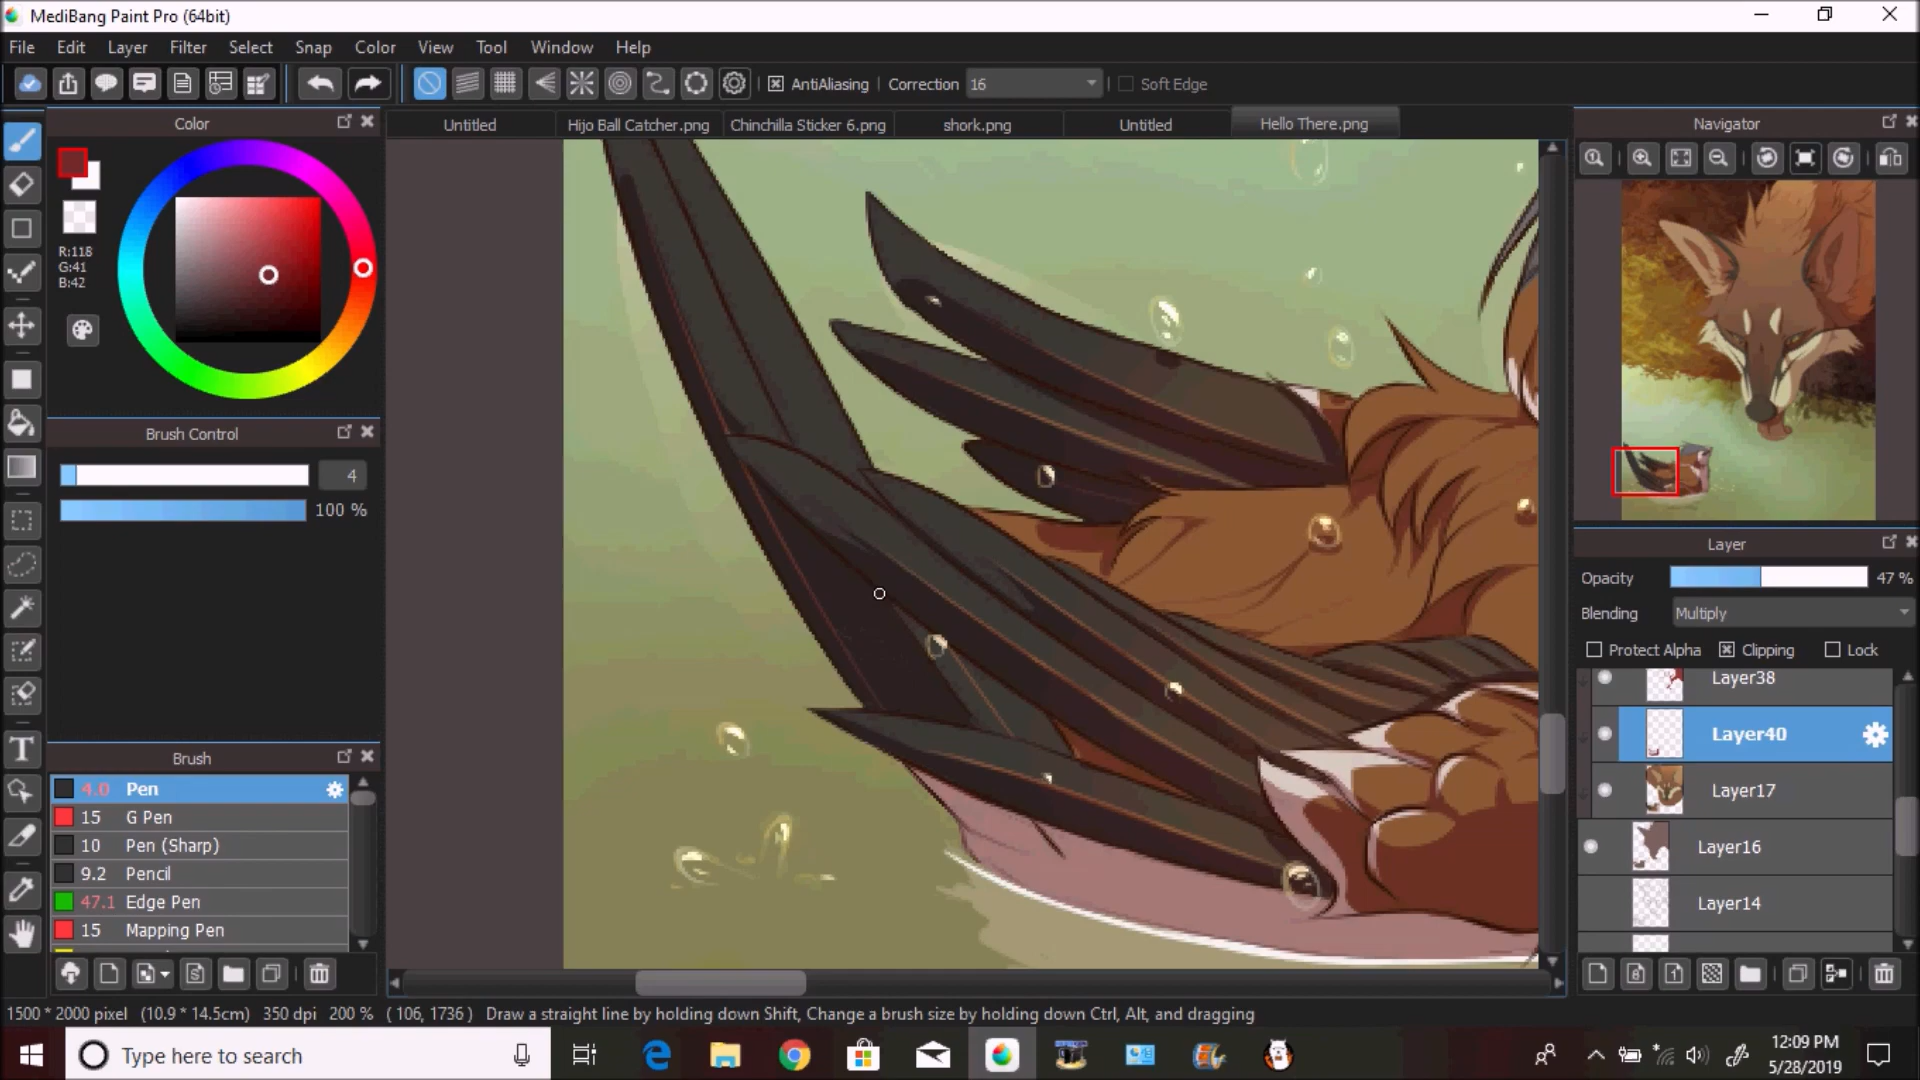 MediBang Paint Pro (64bit)
File Edit Layer Filter Select Snap Color View Tool Window Help
AntiAliasing Correction 16 Soft Edge
Color
Untitled Hijo Ball Catcher.png Chinchilla Sticker 6.png shork.png Untitled Hello There.png
Navigator
R:118
G:41
B:42
Brush Control
4
100 %
Brush
4.0 Pen
15 G Pen
10 Pen (Sharp)
9.2 Pencil
47.1 Edge Pen
15 Mapping Pen
Layer
Opacity 47 %
Blending Multiply
Protect Alpha Clipping Lock
Layer38
Layer40
Layer17
Layer16
Layer14
1500 * 2000 pixel (10.9 * 14.5cm) 350 dpi 200 % ( 106, 1736 ) Draw a straight line by holding down Shift, Change a brush size by holding down Ctrl, Alt, and dragging
Type here to search
12:09 PM
5/28/2019